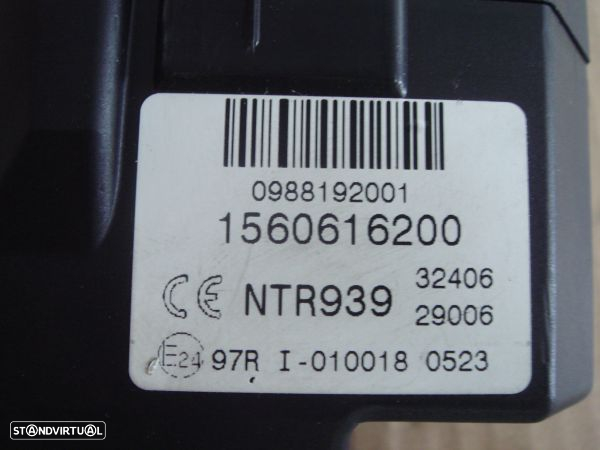 0988192001
1560616200
CE NTR939 32406
29006
E24 97R I-010018 0523
STANDVIRTUAL